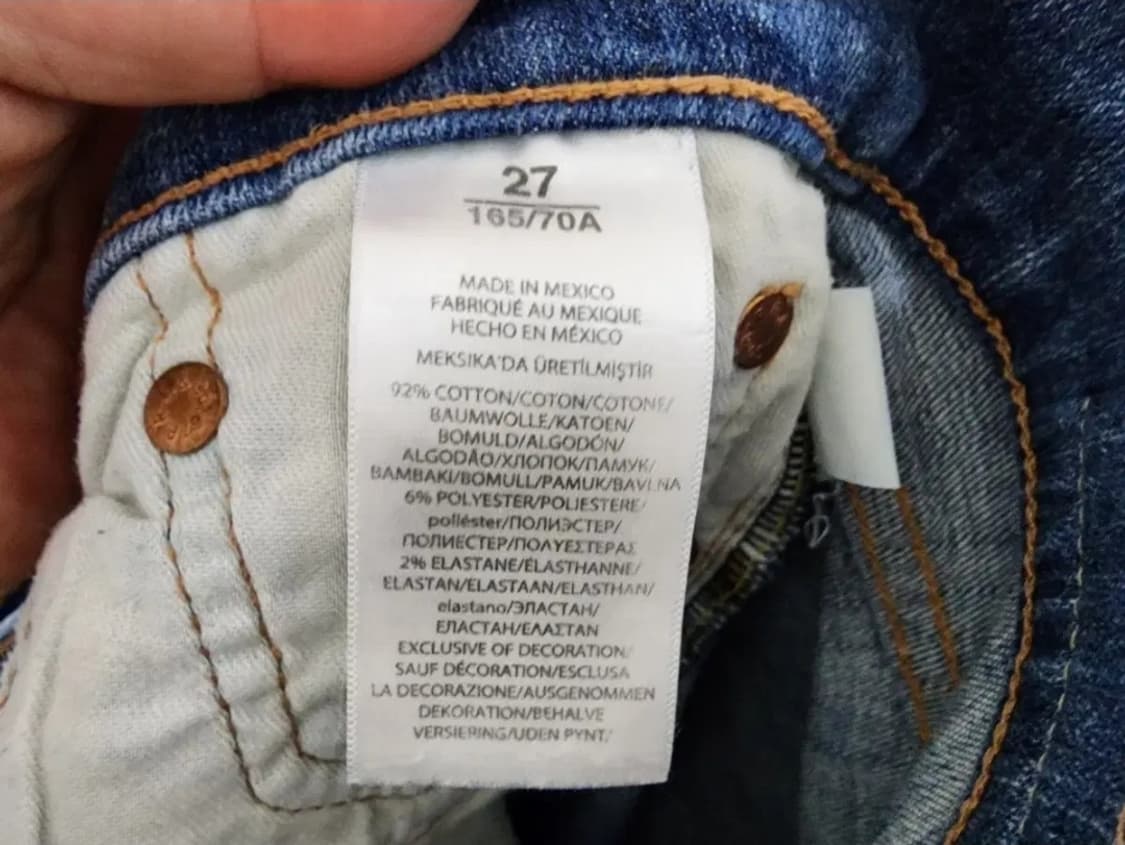 27
165/70A
MADE IN MEXICO
FABRIQUÉ AU MEXIQUE
HECHO EN MÉXICO
MEKSIKA'DA ÜRETİLMİŞTİR
92% COTTON/COTON/COTONE/
BAUMWOLLE/KATOEN/
BOMULD/ALGODÓN/
ALGODÃO/ХЛОПОК/ПАМУК/
BAMBAKI/BOMULL/PAMUK/BAVLNA
6% POLYESTER/POLIESTERE/
poliéster/ПОЛИЭСТЕР/
ПОЛИЕСТЕР/ΠΟΛΥΕΣΤΕΡΑΣ
2% ELASTANE/ÉLASTHANNE/
ELASTAN/ELASTAAN/ELASTHAN/
elastano/ЭЛАСТАН/
ЕЛАСТАН/ΕΛΑΣΤΑΝ
EXCLUSIVE OF DECORATION/
SAUF DÉCORATION/ESCLUSA
LA DECORAZIONE/AUSGENOMMEN
DEKORATION/BEHALVE
VERSIERING/UDEN PYNT/